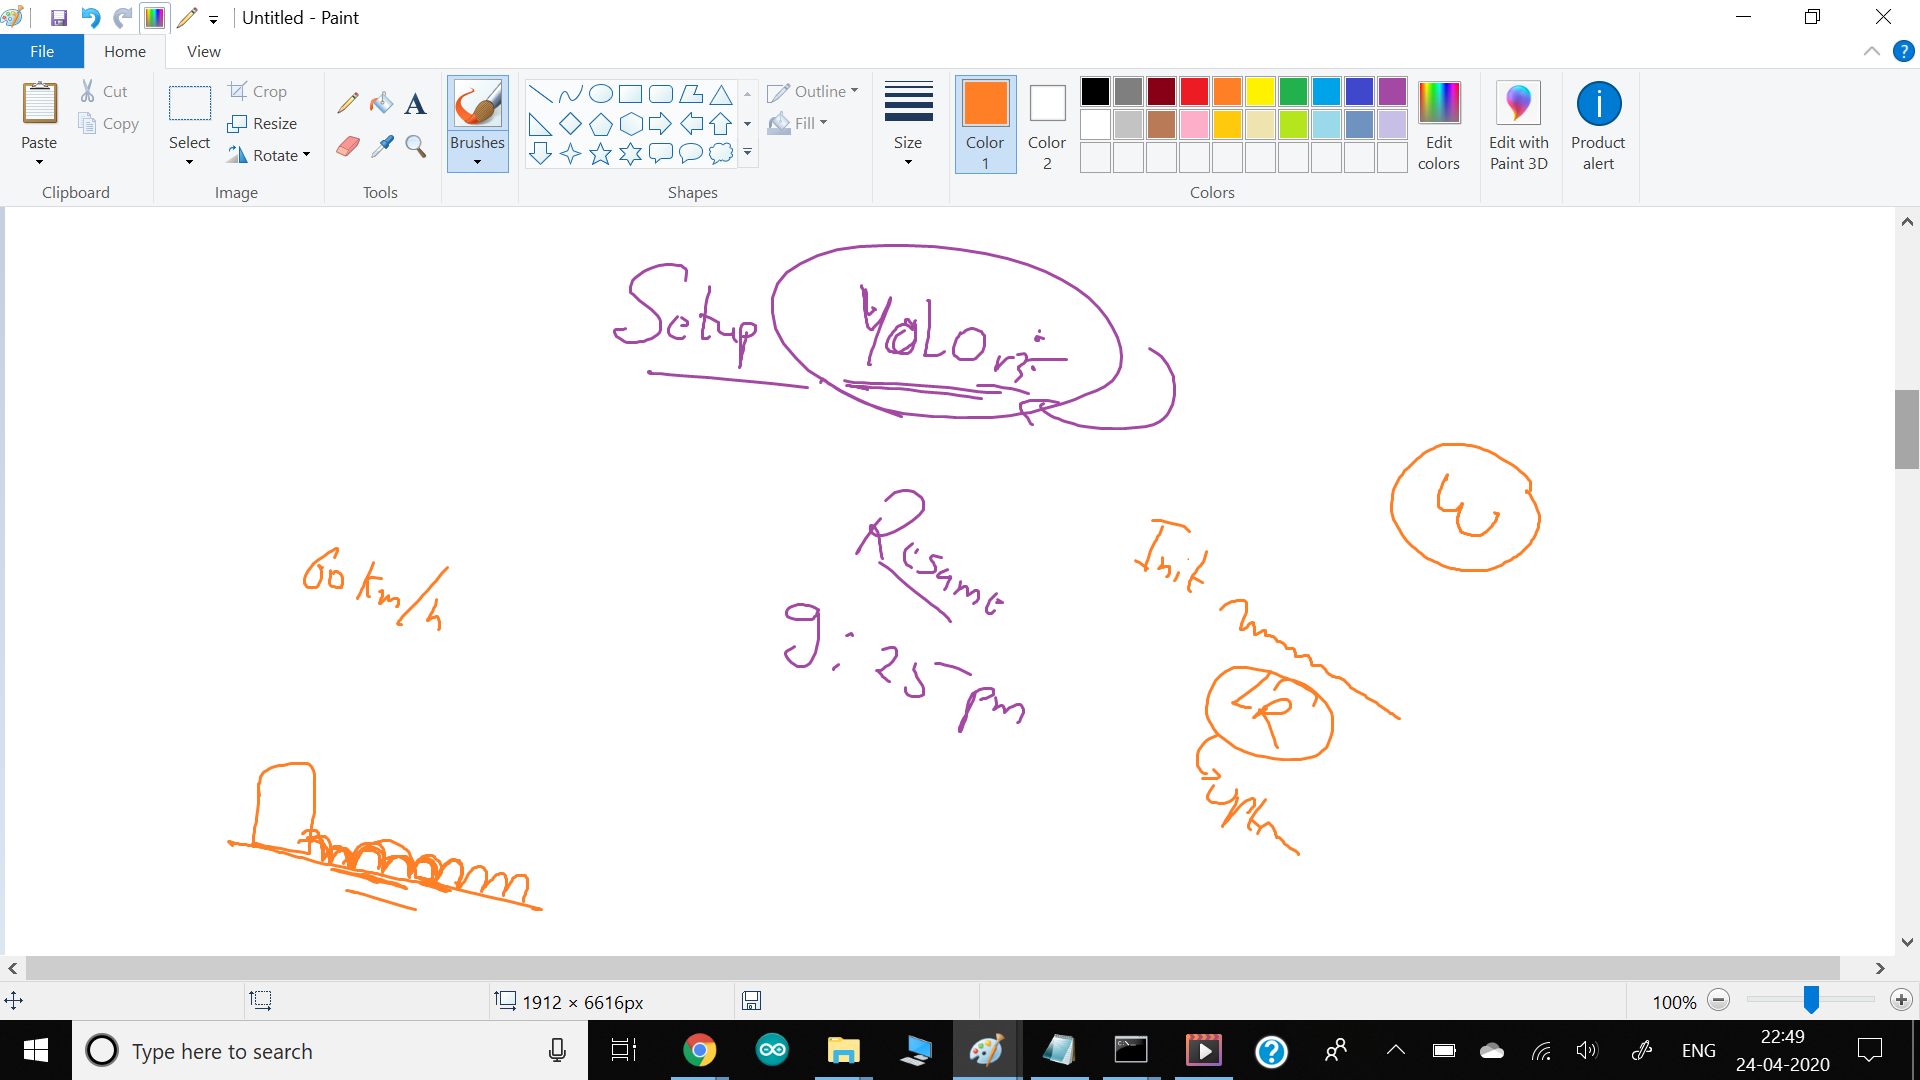 Untitled - Paint
File Home View
Paste Cut Copy Clipboard
Select Crop Resize Rotate Image
Tools
Brushes
Shapes
Outline Fill
Size
Color 1 Color 2
Edit colors
Colors
Edit with Paint 3D
Product alert
Setup YOLO v3
W
Resume
Init
60 km/h
9:25 pm
LR
1912 × 6616px
100%
Type here to search
ENG
22:49
24-04-2020